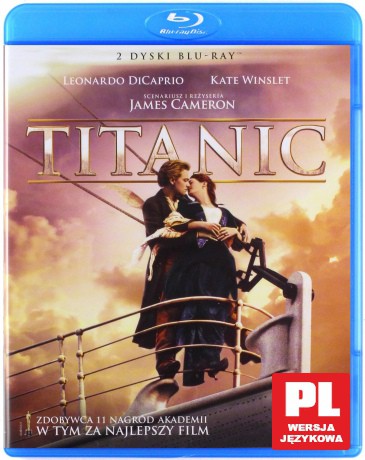 Blu-ray Disc
2 DYSKI BLU-RAY™
LEONARDO DICAPRIO KATE WINSLET
SCENARIUSZ I REŻYSERIA
JAMES CAMERON
TITANIC
ZDOBYWCA 11 NAGRÓD AKADEMII
W TYM ZA NAJLEPSZY FILM
PL
WERSJA
JĘZYKOWA